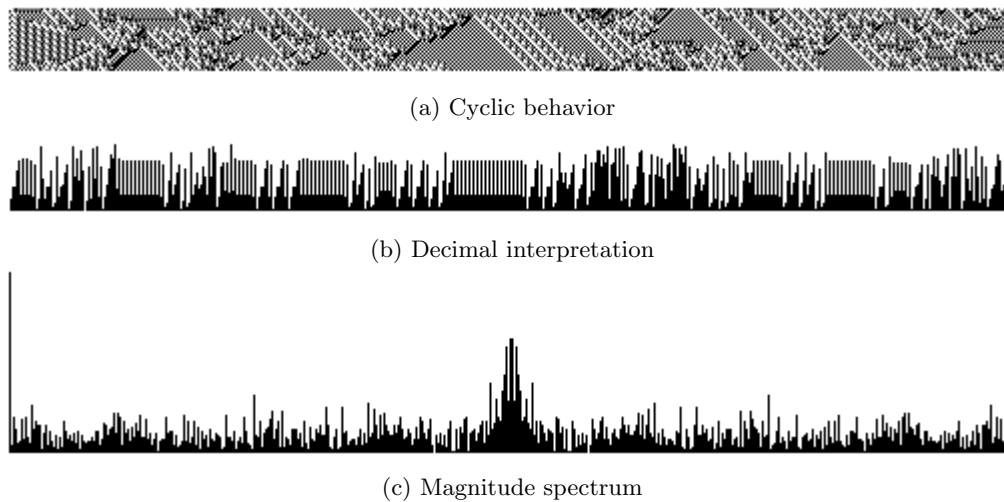 (a) Cyclic behavior
(b) Decimal interpretation
(c) Magnitude spectrum